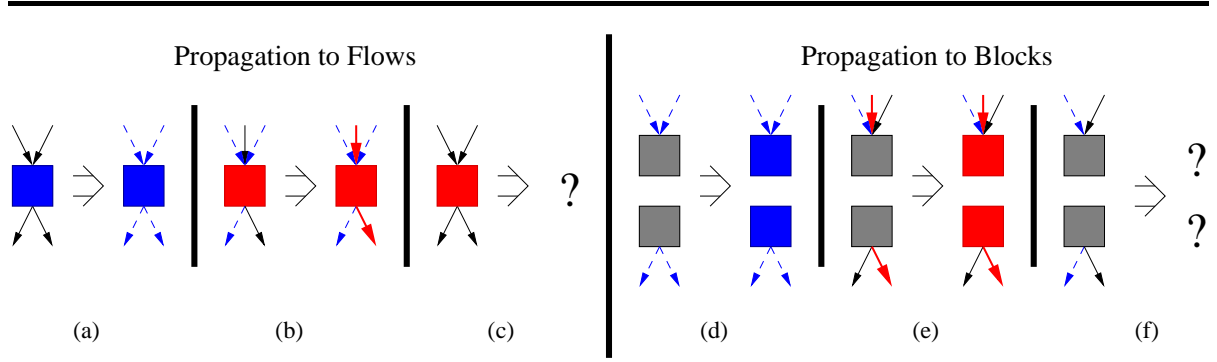 Propagation to Flows
Propagation to Blocks
?
?
?
(a)
(b)
(c)
(d)
(e)
(f)